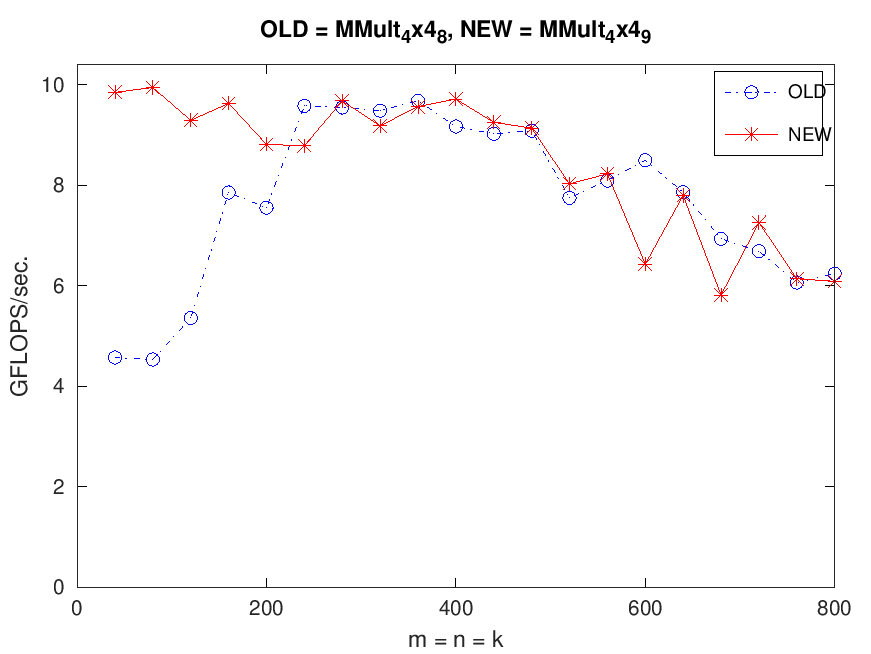 OLD = MMult₄x4₈, NEW = MMult₄x4₉
OLD
NEW
10
8
6
4
2
0
GFLOPS/sec.
0 200 400 600 800
m = n = k